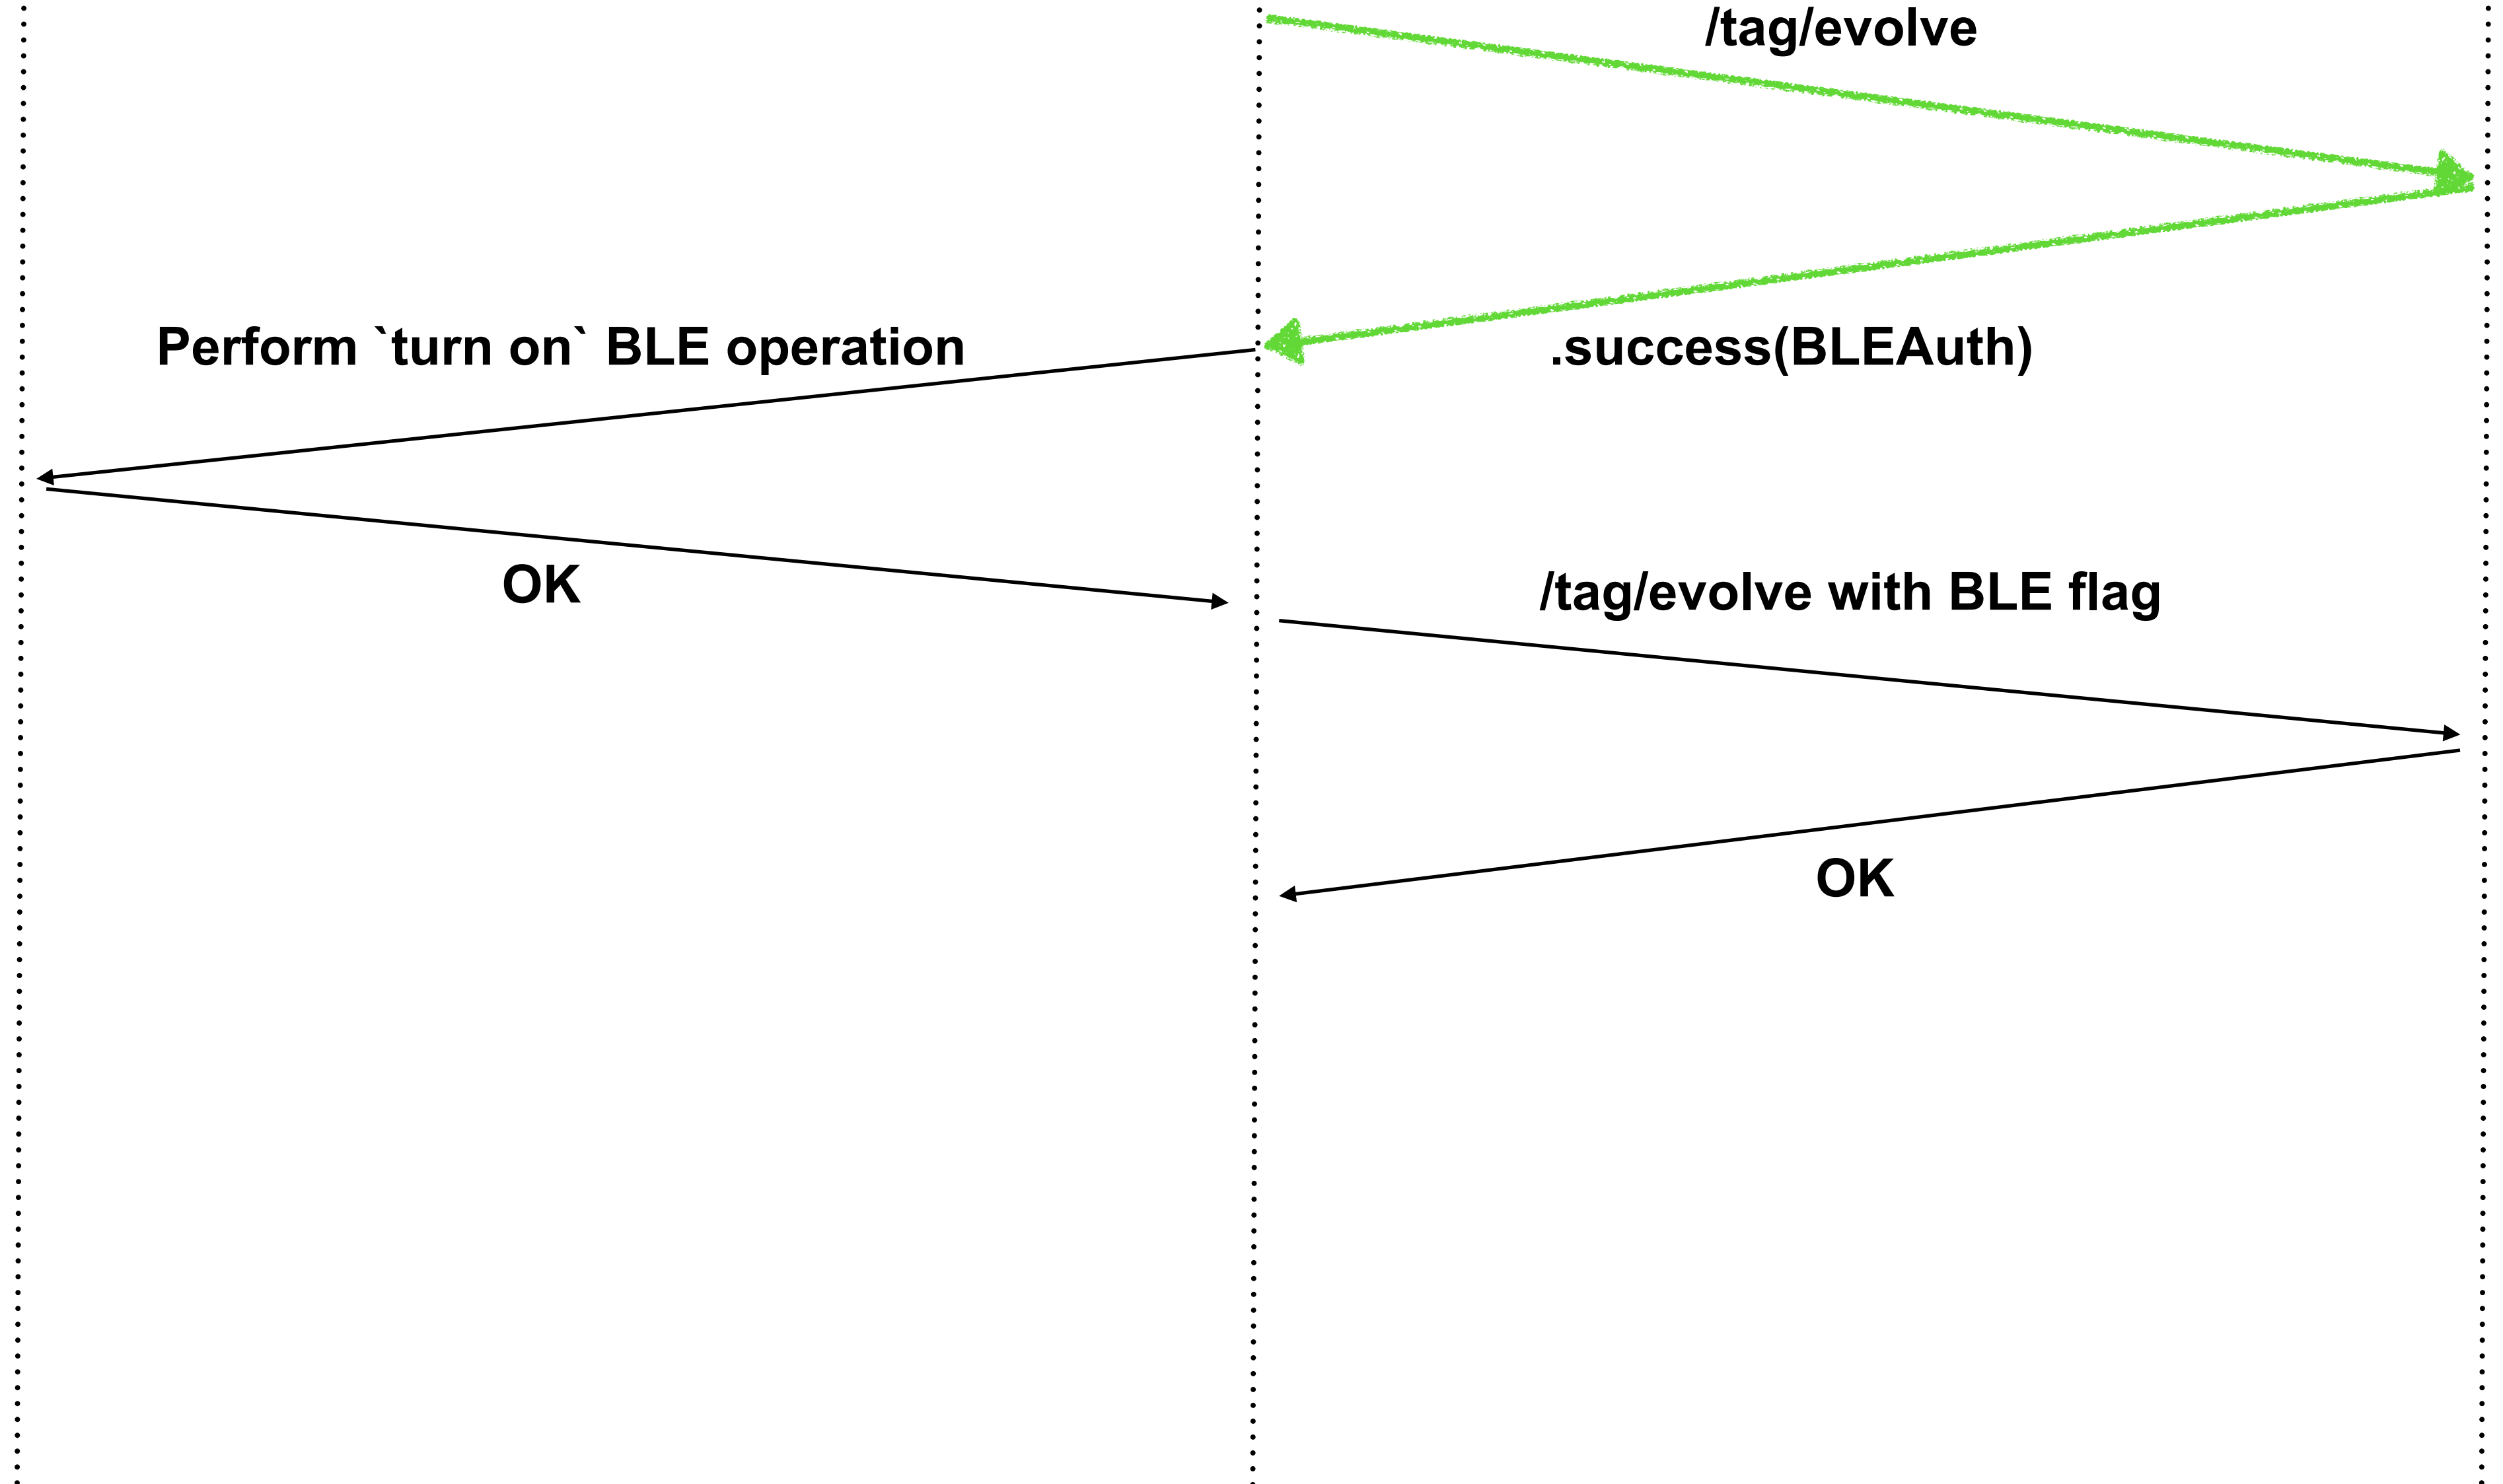 /tag/evolve
Perform `turn on` BLE operation
.success(BLEAuth)
OK
/tag/evolve with BLE flag
OK